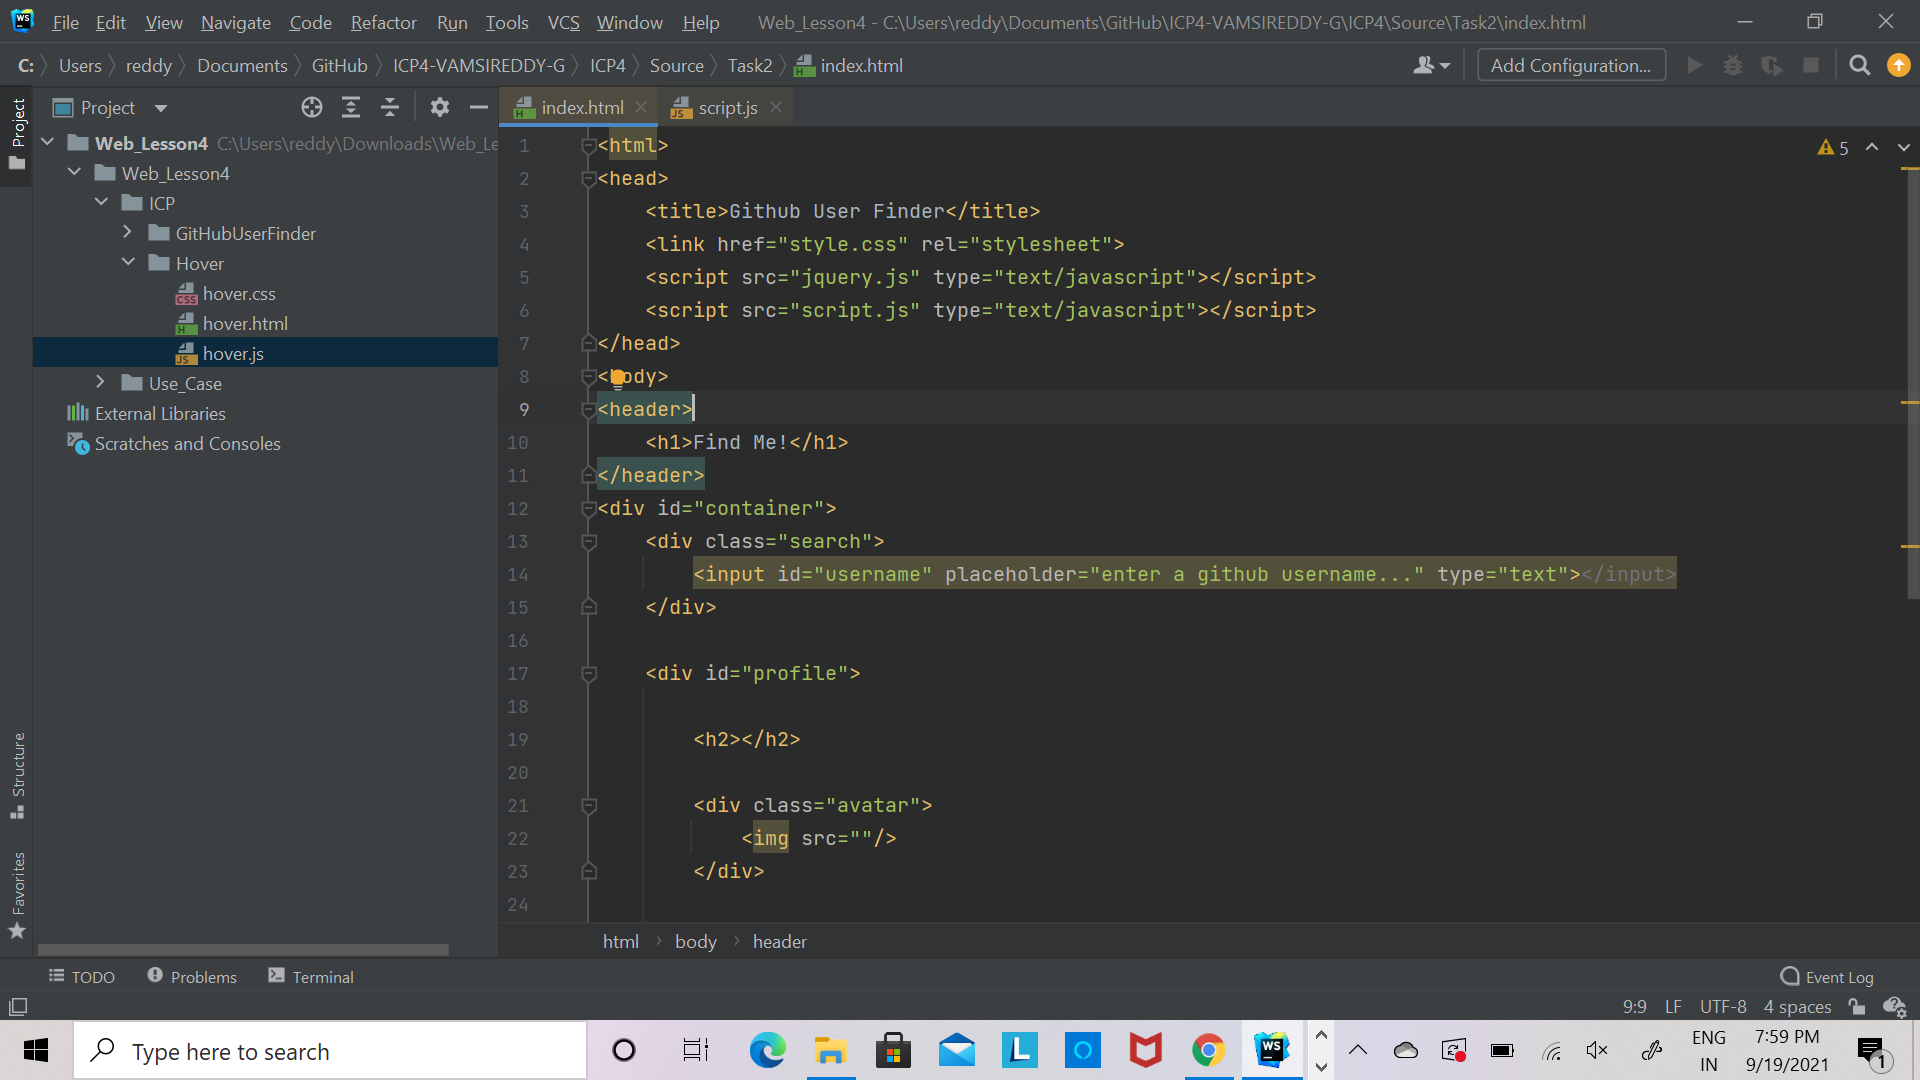 WS File Edit View Navigate Code Refactor Run Tools VCS Window Help Web_Lesson4 - C:\Users\reddy\Documents\GitHub\ICP4-VAMSIREDDY-G\ICP4\Source\Task2\index.html
C: Users reddy Documents GitHub ICP4-VAMSIREDDY-G ICP4 Source Task2 index.html Add Configuration...
Project
Project
index.html script.js
Web_Lesson4 C:\Users\reddy\Downloads\Web_Le
Web_Lesson4
ICP
GitHubUserFinder
Hover
hover.css
hover.html
hover.js
Use_Case
External Libraries
Scratches and Consoles
Structure
Favorites
5
1 <html>
2 <head>
3 <title>Github User Finder</title>
4 <link href="style.css" rel="stylesheet">
5 <script src="jquery.js" type="text/javascript"></script>
6 <script src="script.js" type="text/javascript"></script>
7 </head>
8 <body>
9 <header>
10 <h1>Find Me!</h1>
11 </header>
12 <div id="container">
13 <div class="search">
14 <input id="username" placeholder="enter a github username..." type="text"></input>
15 </div>
16
17 <div id="profile">
18
19 <h2></h2>
20
21 <div class="avatar">
22 <img src=""/>
23 </div>
24
html body header
TODO Problems Terminal Event Log
9:9 LF UTF-8 4 spaces
Type here to search
L
WS
ENG
IN
7:59 PM
9/19/2021
1